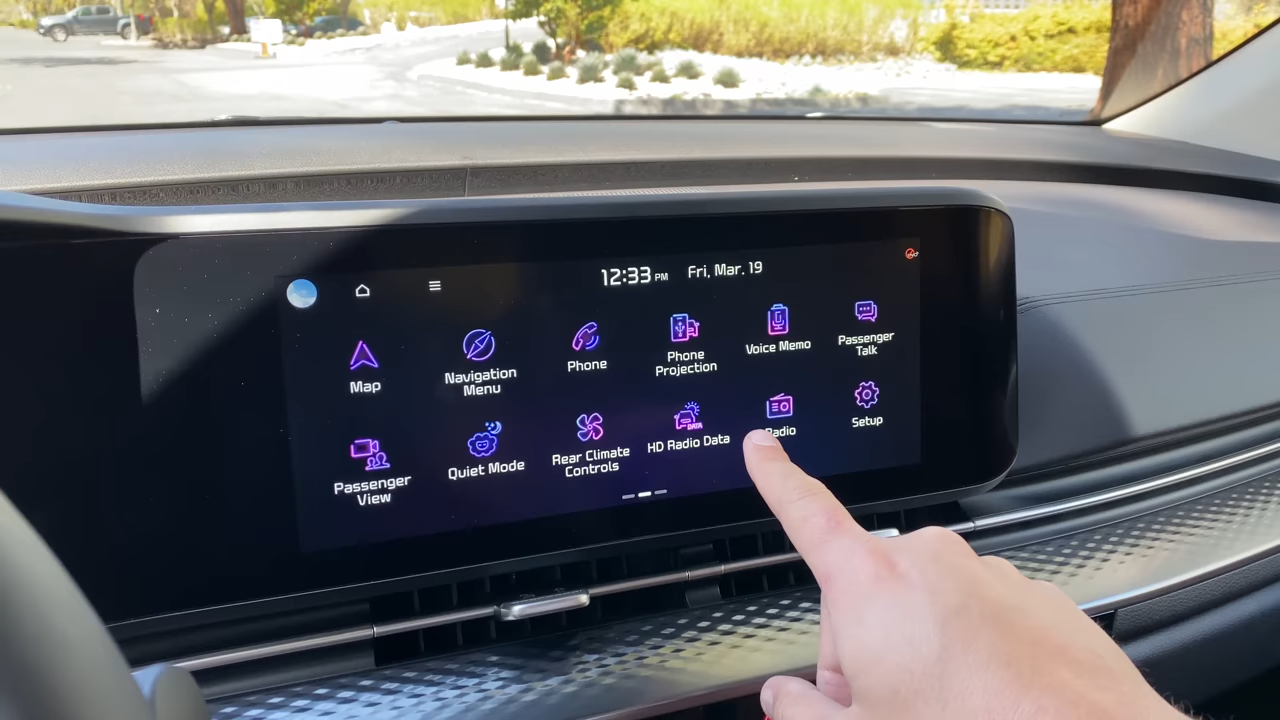 12:33 PM Fri, Mar. 19
Map
Navigation
Menu
Phone
Phone
Projection
Voice Memo
Passenger
Talk
Passenger
View
Quiet Mode
Rear Climate
Controls
DATA
HD Radio Data
Radio
Setup